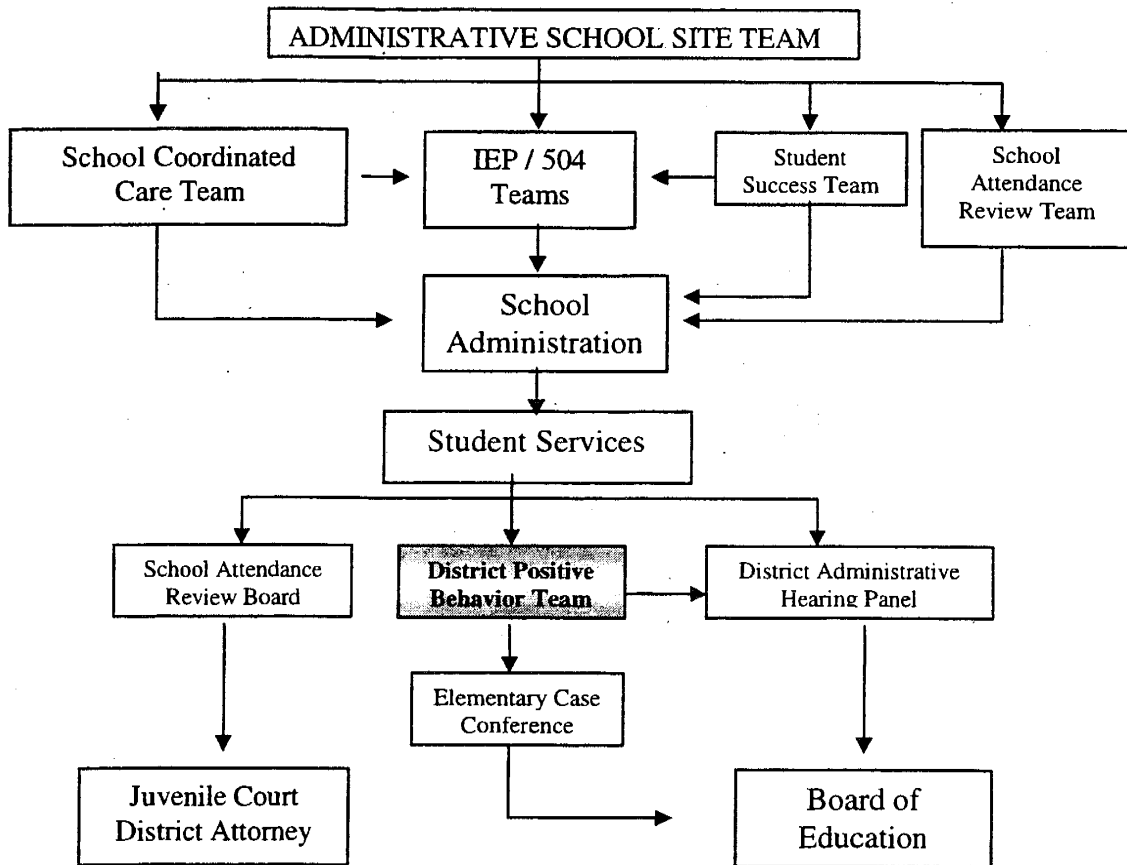 ADMINISTRATIVE SCHOOL SITE TEAM
School Coordinated
Care Team
IEP / 504
Teams
Student
Success Team
School
Attendance
Review Team
School
Administration
Student Services
School Attendance
Review Board
District Positive
Behavior Team
District Administrative
Hearing Panel
Elementary Case
Conference
Juvenile Court
District Attorney
Board of
Education